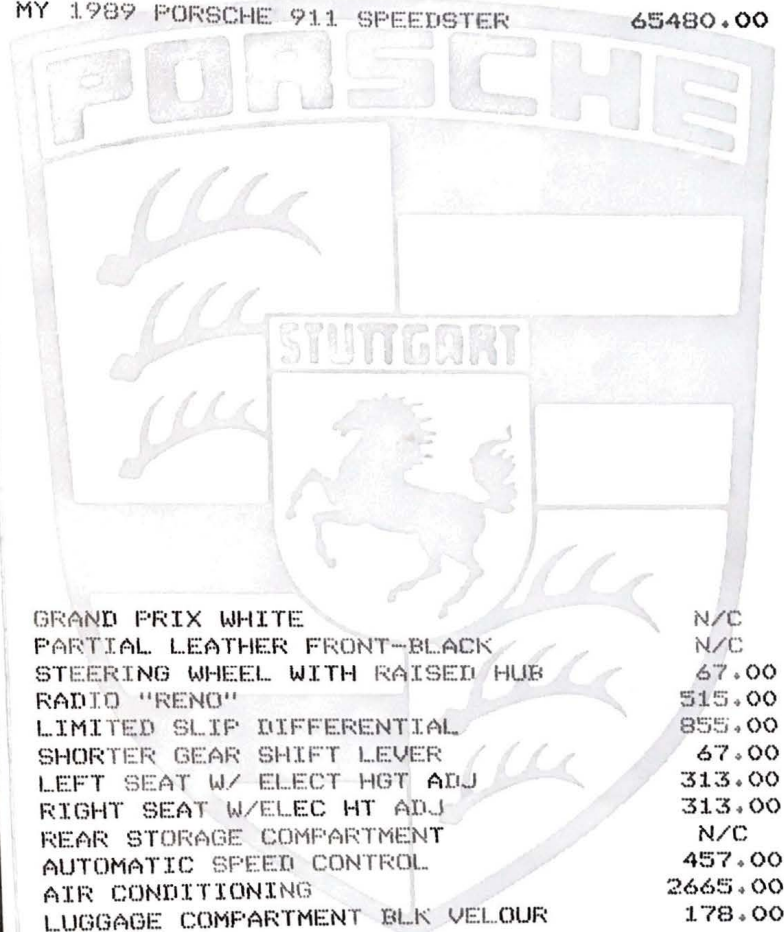 MY 1989 PORSCHE 911 SPEEDSTER 65480.00
PORSCHE
STUTTGART
GRAND PRIX WHITE N/C
PARTIAL LEATHER FRONT-BLACK N/C
STEERING WHEEL WITH RAISED HUB 67.00
RADIO "RENO" 515.00
LIMITED SLIP DIFFERENTIAL 855.00
SHORTER GEAR SHIFT LEVER 67.00
LEFT SEAT W/ ELECT HGT ADJ 313.00
RIGHT SEAT W/ELEC HT ADJ 313.00
REAR STORAGE COMPARTMENT N/C
AUTOMATIC SPEED CONTROL 457.00
AIR CONDITIONING 2665.00
LUGGAGE COMPARTMENT BLK VELOUR 178.00